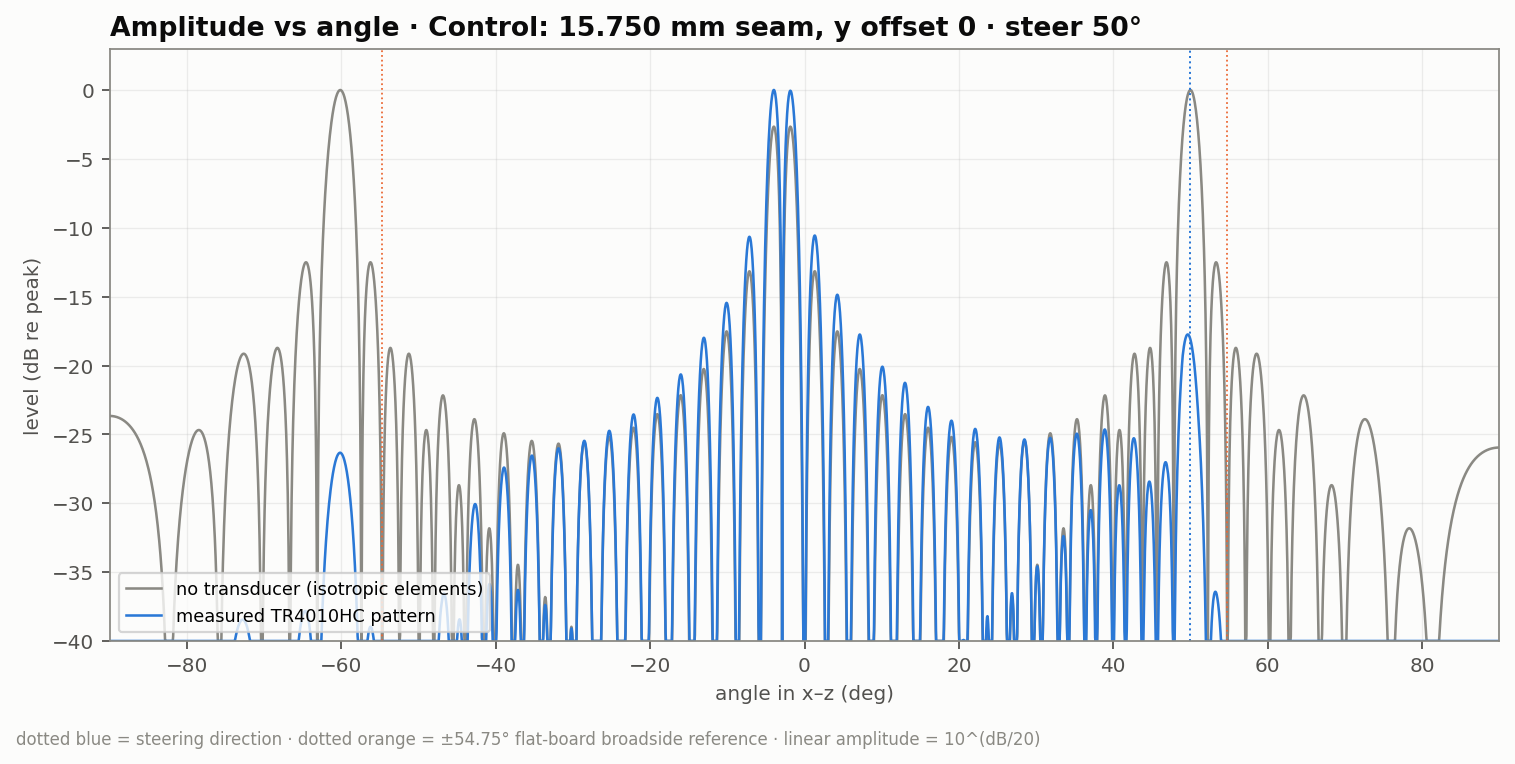 Amplitude vs angle · Control: 15.750 mm seam, y offset 0 · steer 50°
level (dB re peak)
0
−5
−10
−15
−20
−25
−30
−35
−40
no transducer (isotropic elements)
measured TR4010HC pattern
−80 −60 −40 −20 0 20 40 60 80
angle in x–z (deg)
dotted blue = steering direction · dotted orange = ±54.75° flat-board broadside reference · linear amplitude = 10^(dB/20)